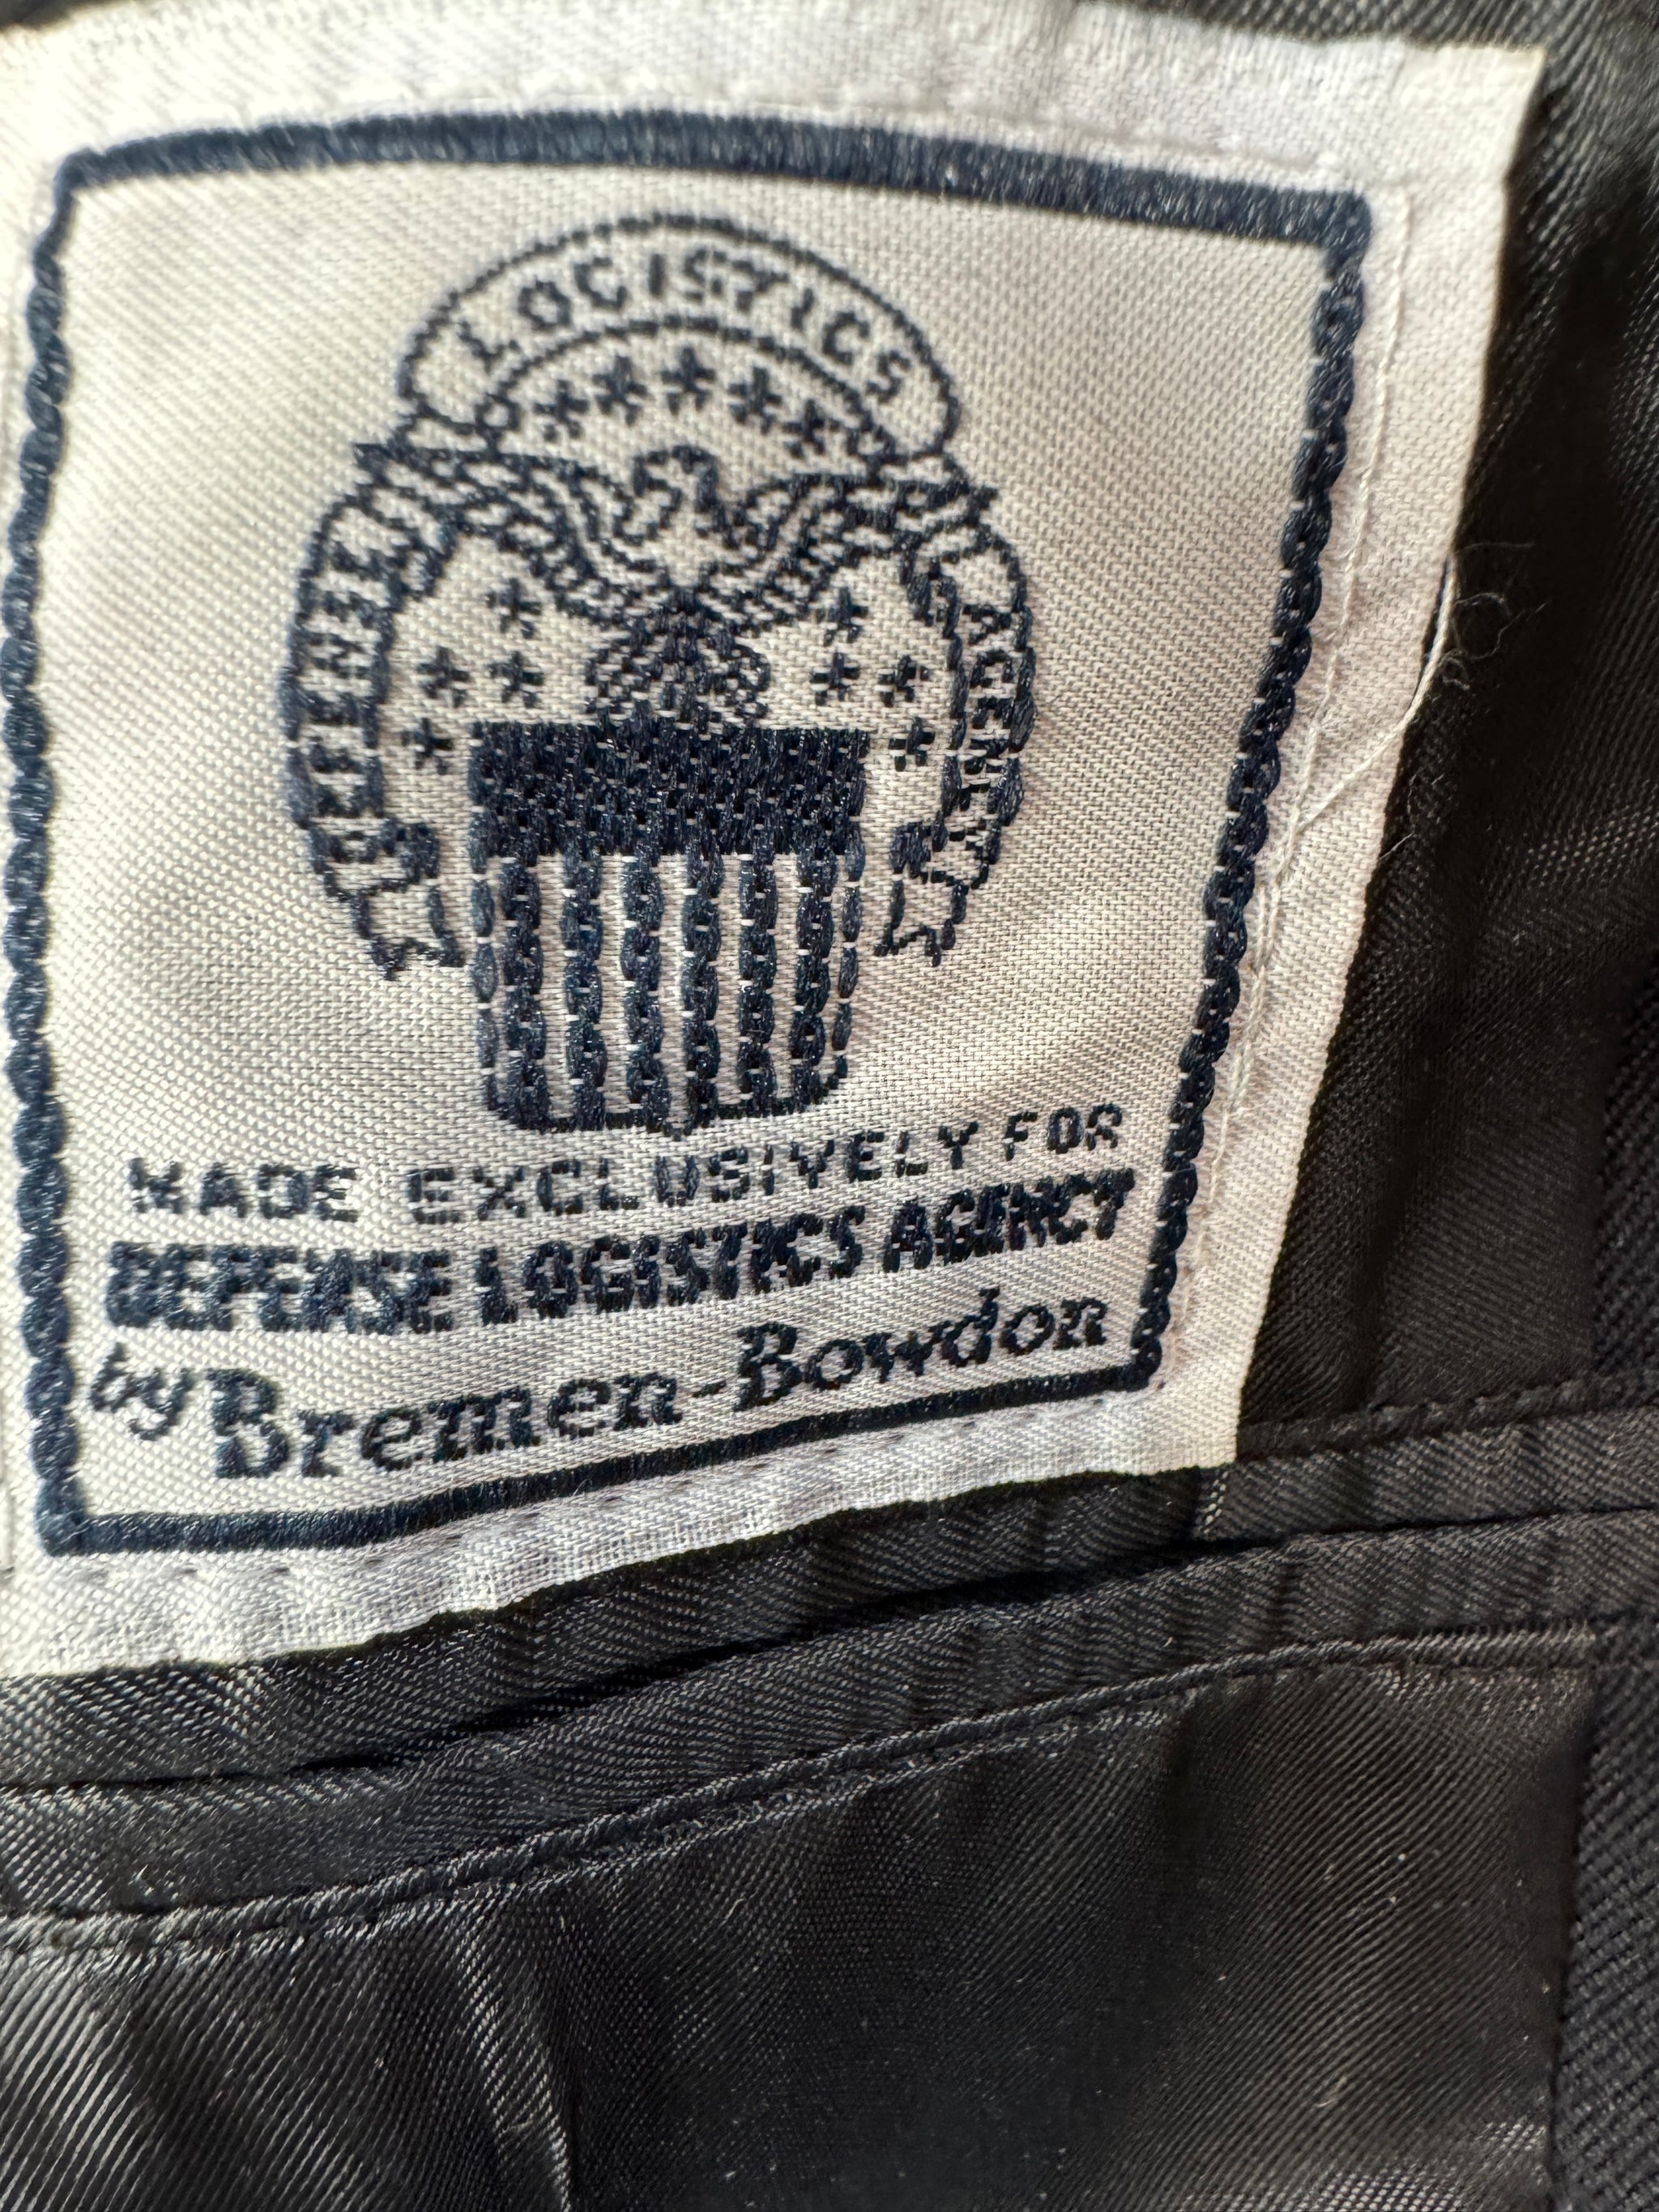 LOGISTICS
DEFENSE
AGENCY
MADE EXCLUSIVELY FOR
DEFENSE LOGISTICS AGENCY
by Bremen-Bowdon